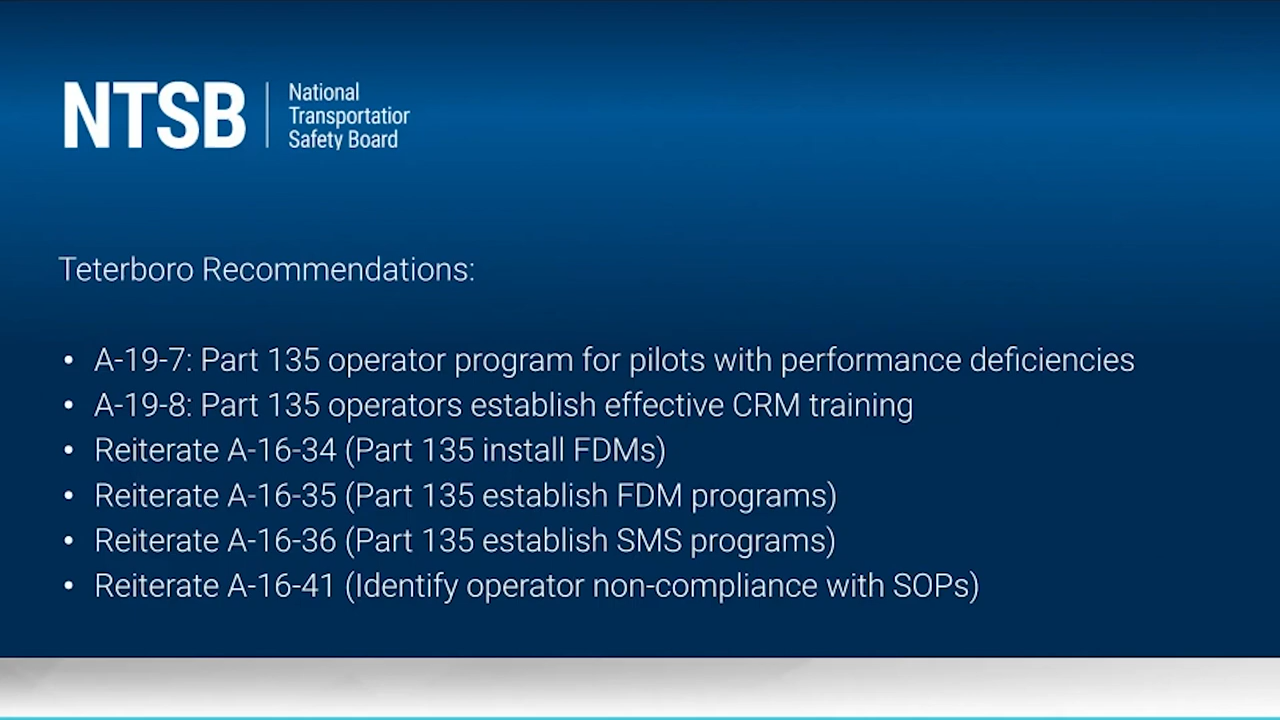 NTSB
National
Transportation
Safety Board
Teterboro Recommendations:
• A-19-7: Part 135 operator program for pilots with performance deficiencies
• A-19-8: Part 135 operators establish effective CRM training
• Reiterate A-16-34 (Part 135 install FDMs)
• Reiterate A-16-35 (Part 135 establish FDM programs)
• Reiterate A-16-36 (Part 135 establish SMS programs)
• Reiterate A-16-41 (Identify operator non-compliance with SOPs)